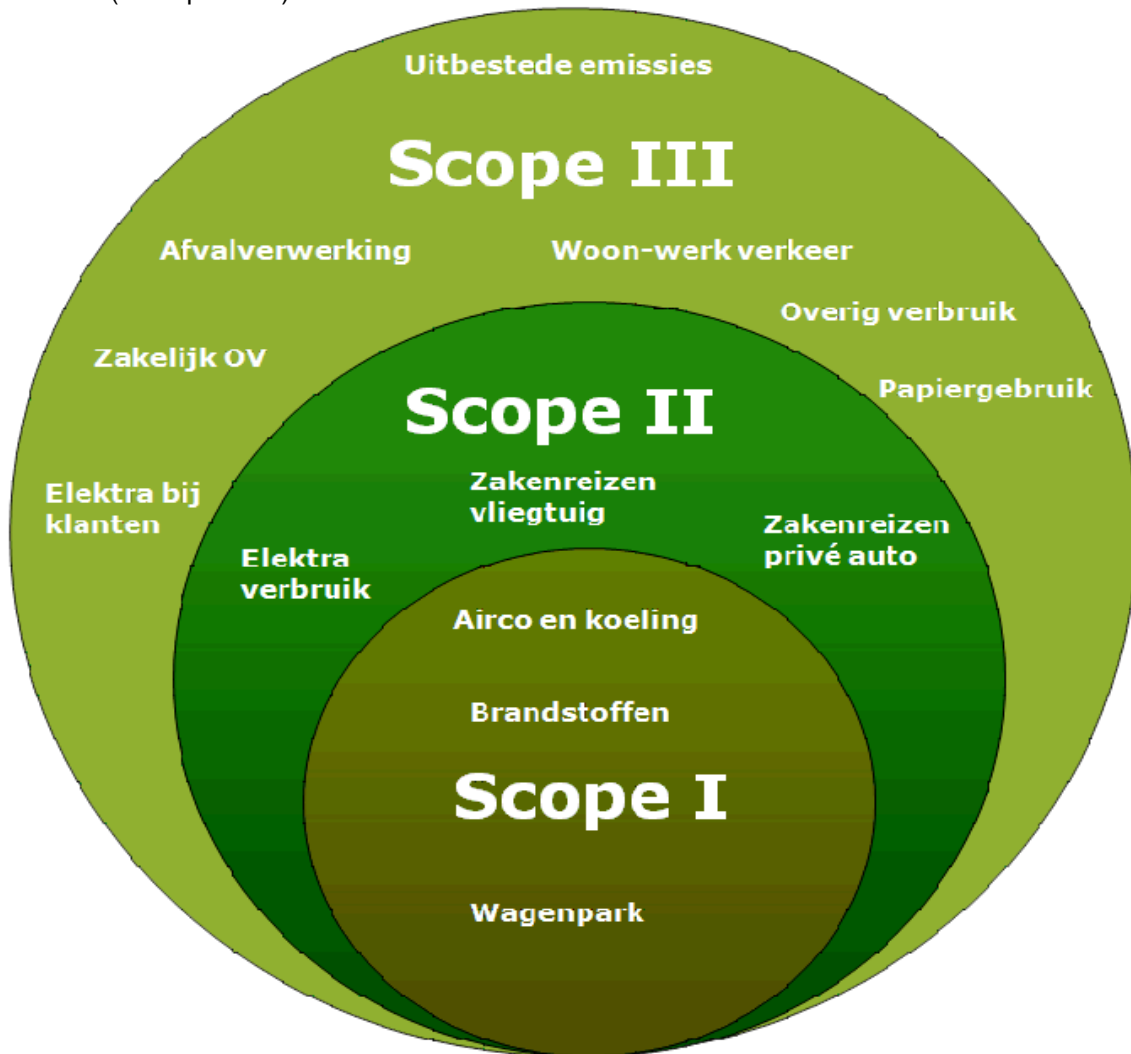 Uitbestede emissies
Scope III
Afvalverwerking
Woon-werk verkeer
Overig verbruik
Zakelijk OV
Papiergebruik
Scope II
Elektra bij
klanten
Zakenreizen
vliegtuig
Zakenreizen
privé auto
Elektra
verbruik
Airco en koeling
Brandstoffen
Scope I
Wagenpark